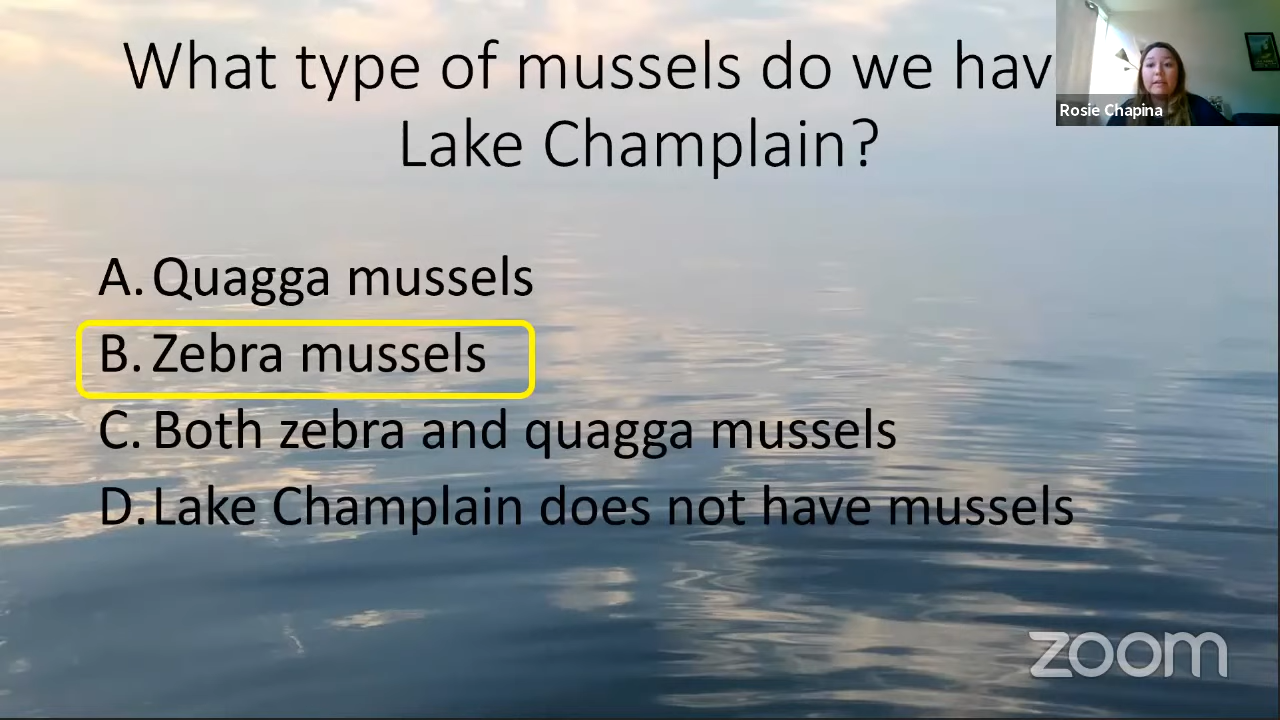 What type of mussels do we hav
Rosie Chapina
Lake Champlain?
A. Quagga mussels
B. Zebra mussels
C. Both zebra and quagga mussels
D. Lake Champlain does not have mussels
zoom